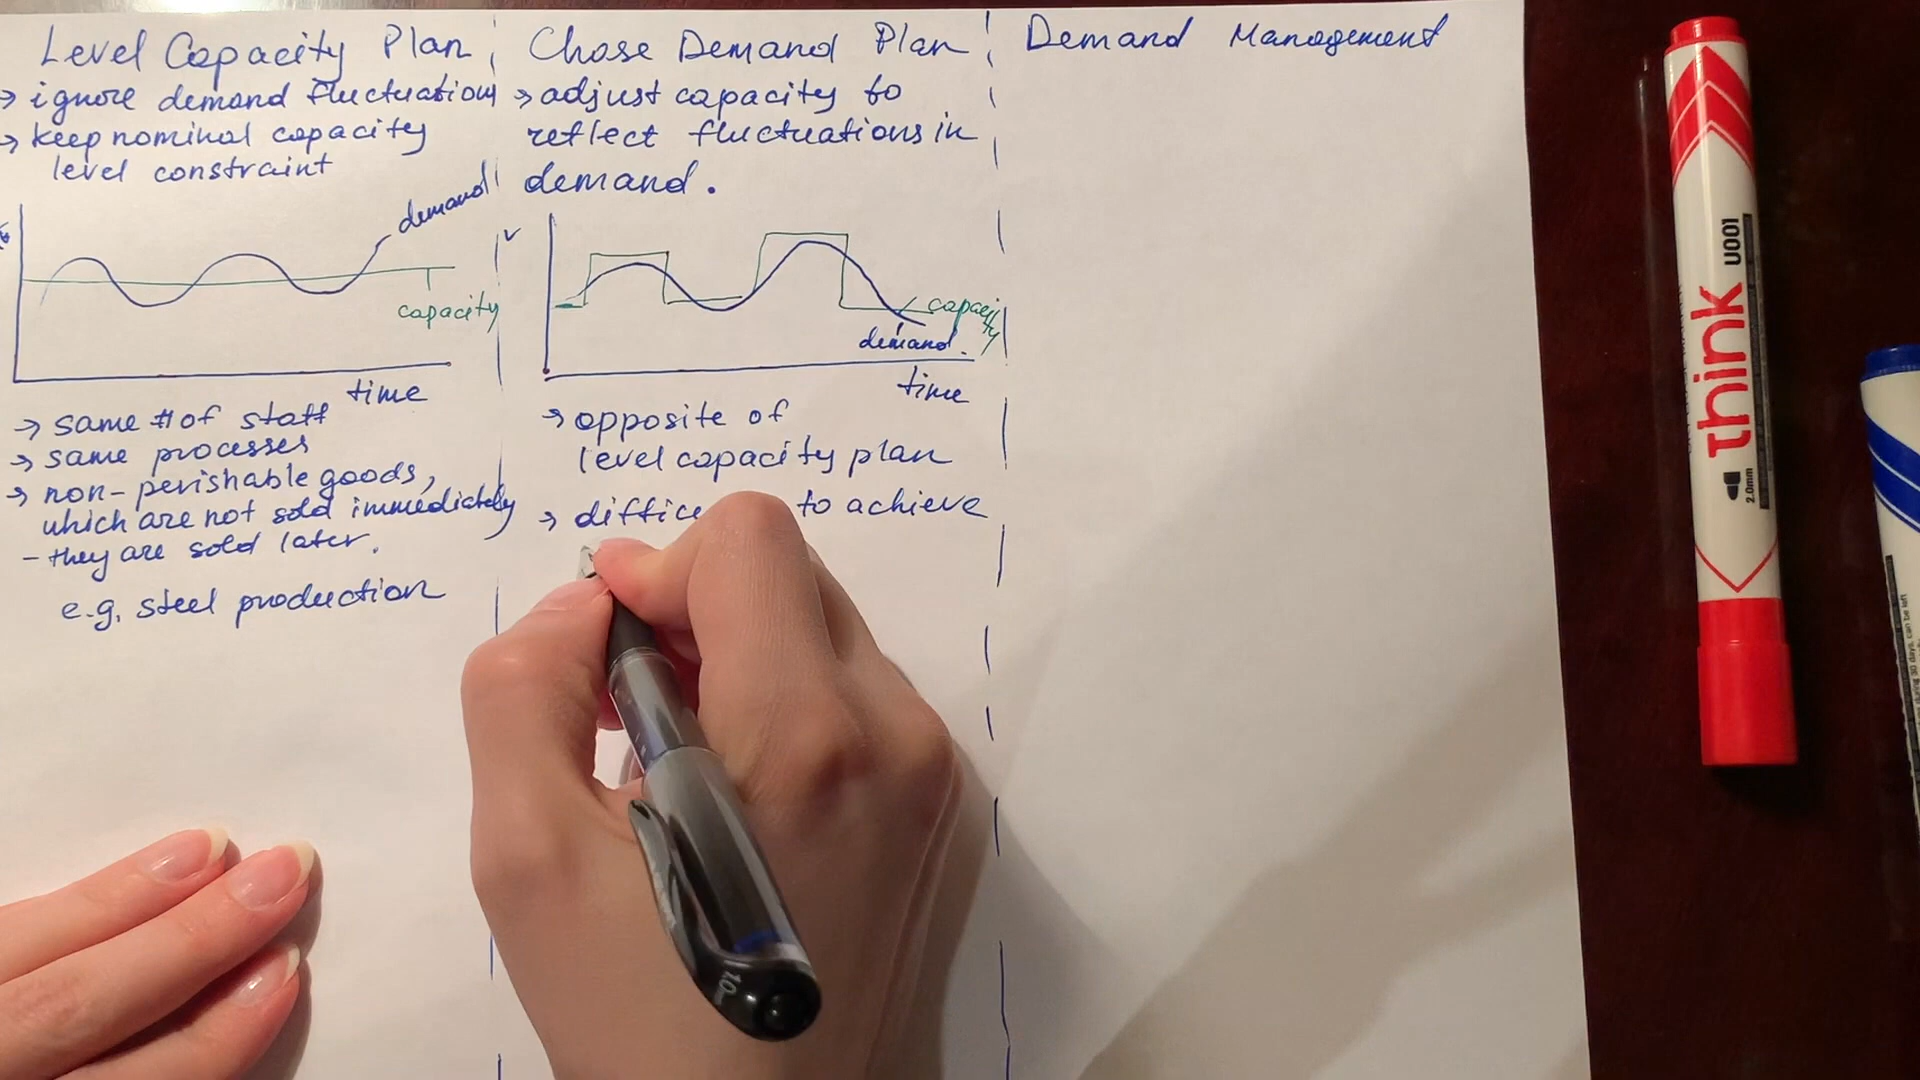 Level Capacity Plan
→ ignore demand fluctuations
→ keep nominal capacity
level constraint
demand
capacity
time
→ same # of staff
→ same processes
→ non-perishable goods,
which are not sold immediately
- they are sold later.
e.g. steel production
Chase Demand Plan
→ adjust capacity to
reflect fluctuations in
demand.
capacity
demand.
time
→ opposite of
level capacity plan
→ to achieve
Demand Management
think
U001
2.0mm
1.0